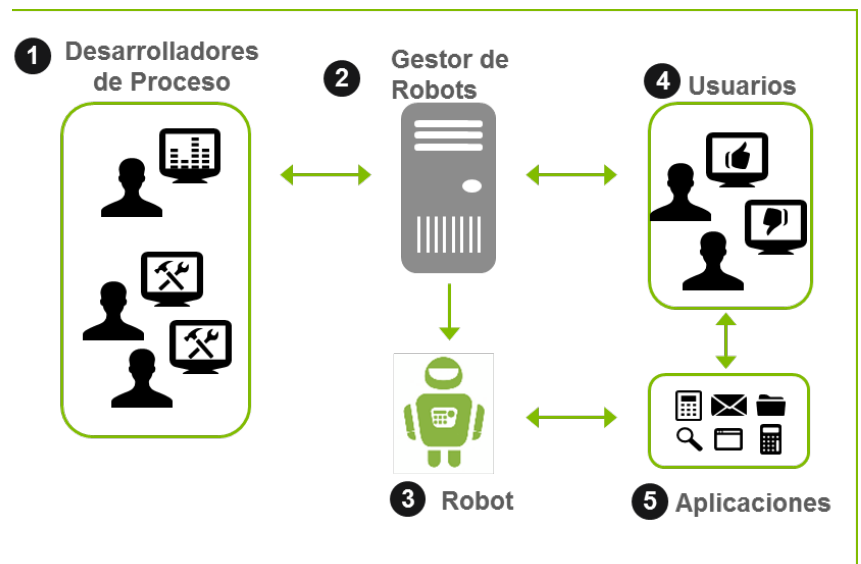 1 Desarrolladores
de Proceso
2 Gestor de
Robots
4 Usuarios
3 Robot
5 Aplicaciones